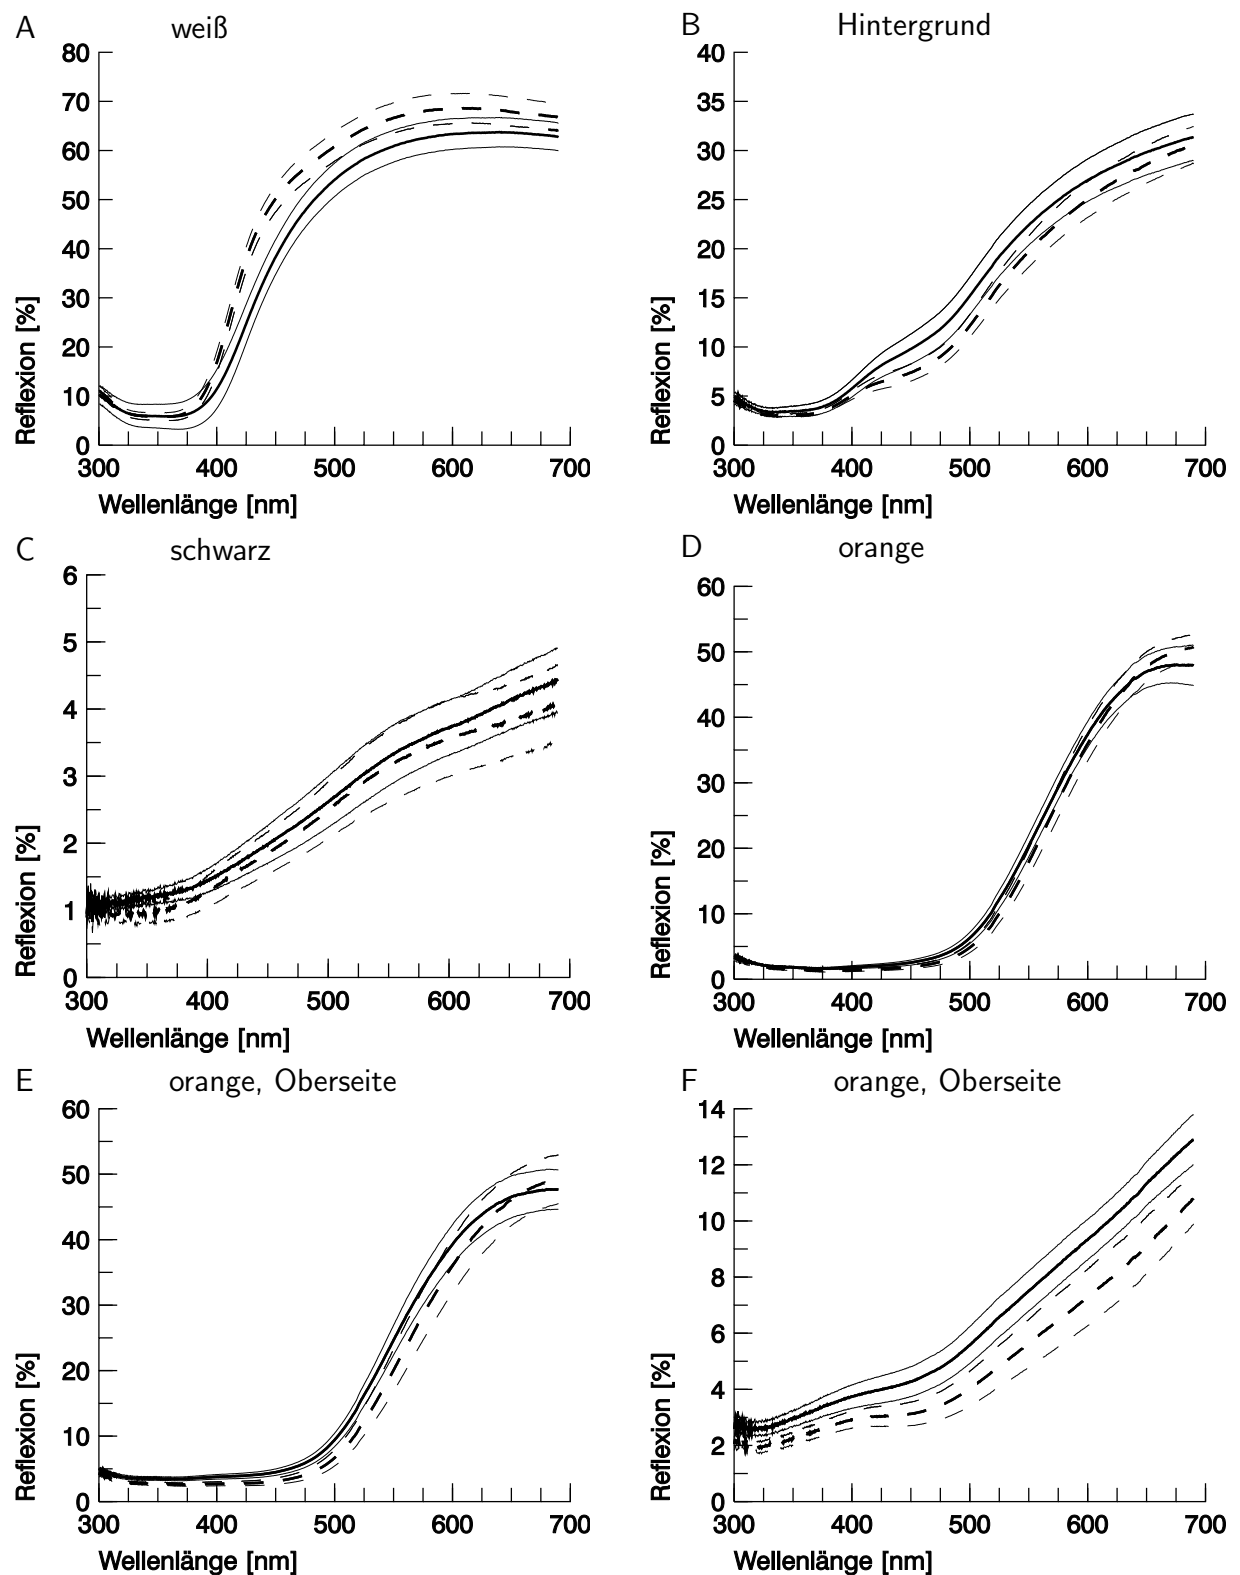 A weiß
80
70
60
50
40
30
20
10
0
Reflexion [%]
300 400 500 600 700
Wellenlänge [nm]
B Hintergrund
40
35
30
25
20
15
10
5
0
Reflexion [%]
300 400 500 600 700
Wellenlänge [nm]
C schwarz
6
5
4
3
2
1
0
Reflexion [%]
300 400 500 600 700
Wellenlänge [nm]
D orange
60
50
40
30
20
10
0
Reflexion [%]
300 400 500 600 700
Wellenlänge [nm]
E orange, Oberseite
60
50
40
30
20
10
0
Reflexion [%]
300 400 500 600 700
Wellenlänge [nm]
F orange, Oberseite
14
12
10
8
6
4
2
0
Reflexion [%]
300 400 500 600 700
Wellenlänge [nm]